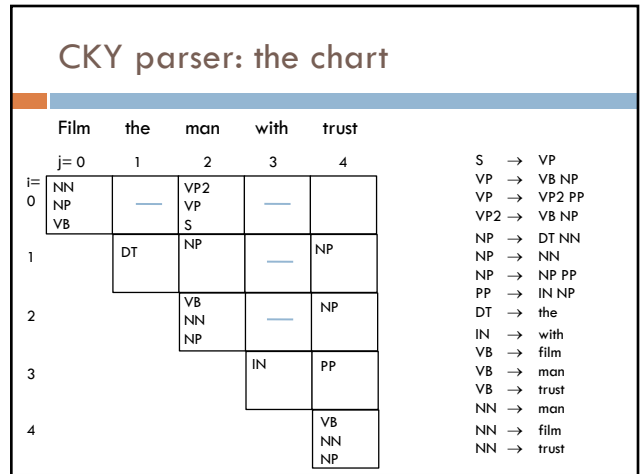 CKY parser: the chart
Film the man with trust
j= 0 1 2 3 4
i=
0
NN — VP2 —
NP VP
VB S
1 DT NP — NP
2 VB — NP
NN
NP
3 IN PP
4 VB
NN
NP
S → VP
VP → VB NP
VP → VP2 PP
VP2 → VB NP
NP → DT NN
NP → NN
NP → NP PP
PP → IN NP
DT → the
IN → with
VB → film
VB → man
VB → trust
NN → man
NN → film
NN → trust